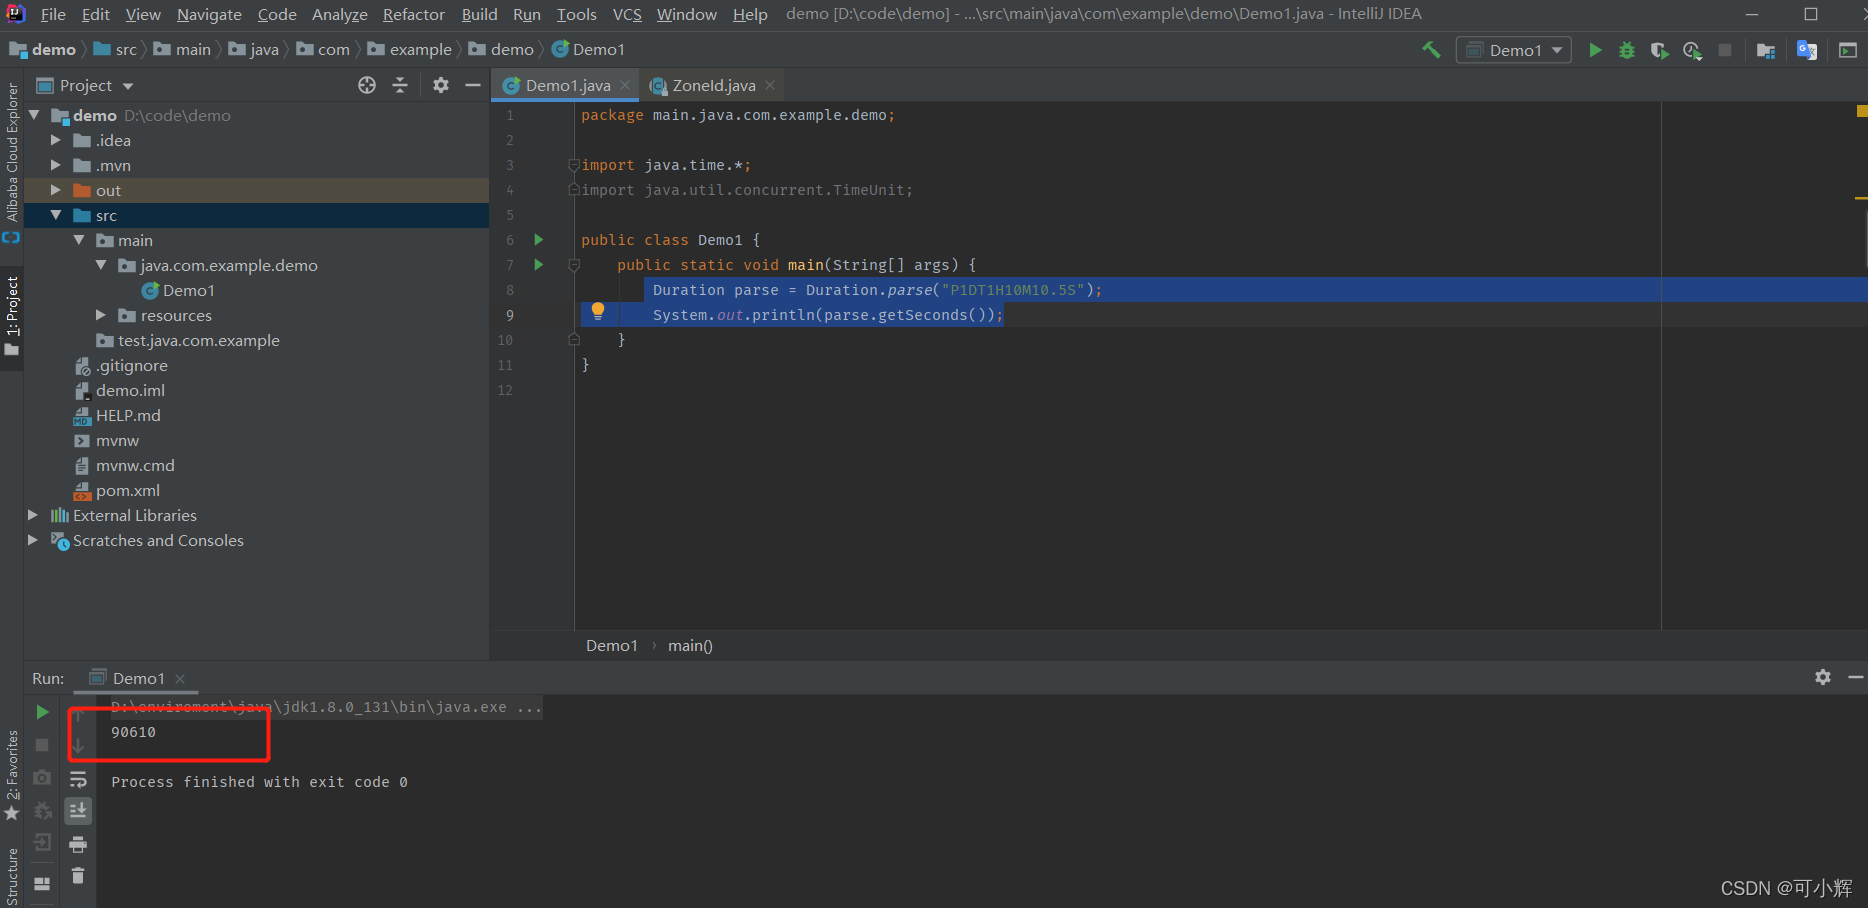 File Edit View Navigate Code Analyze Refactor Build Run Tools VCS Window Help demo [D:\code\demo] - ...\src\main\java\com\example\demo\Demo1.java - IntelliJ IDEA
demo src main java com example demo Demo1
Demo1
Project
Demo1.java
ZoneId.java
Alibaba Cloud Explorer
1: Project
demo D:\code\demo
.idea
.mvn
out
src
main
java.com.example.demo
Demo1
resources
test.java.com.example
.gitignore
demo.iml
HELP.md
mvnw
mvnw.cmd
pom.xml
External Libraries
Scratches and Consoles
1 package main.java.com.example.demo;
2
3 import java.time.*;
4 import java.util.concurrent.TimeUnit;
5
6 public class Demo1 {
7 public static void main(String[] args) {
8 Duration parse = Duration.parse("P1DT1H10M10.5S");
9 System.out.println(parse.getSeconds());
10 }
11 }
12
Demo1 › main()
Run: Demo1
2: Favorites
Structure
D:\enviroment\java\jdk1.8.0_131\bin\java.exe ...
90610
Process finished with exit code 0
CSDN @可小辉